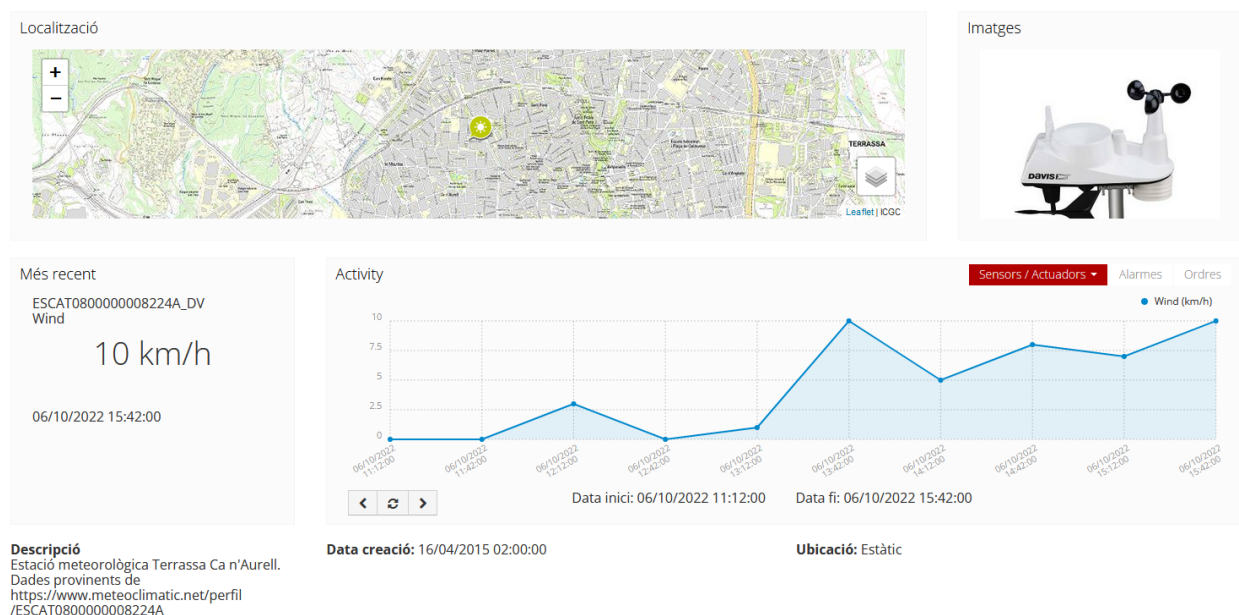 Localització
+
−
TERRASSA
Leaflet | ICGC
Imatges
DAVIS
Més recent
ESCAT0800000008224A_DV
Wind
10 km/h
06/10/2022 15:42:00
Activity
Sensors / Actuadors
Alarmes
Ordres
Wind (km/h)
10
7.5
5
2.5
0
06/10/2022 11:12:00
06/10/2022 11:42:00
06/10/2022 12:12:00
06/10/2022 12:42:00
06/10/2022 13:12:00
06/10/2022 13:42:00
06/10/2022 14:12:00
06/10/2022 14:42:00
06/10/2022 15:12:00
06/10/2022 15:42:00
Data inici: 06/10/2022 11:12:00
Data fi: 06/10/2022 15:42:00
Descripció
Estació meteorològica Terrassa Ca n'Aurell.
Dades provinents de
https://www.meteoclimatic.net/perfil
/ESCAT0800000008224A
Data creació: 16/04/2015 02:00:00
Ubicació: Estàtic